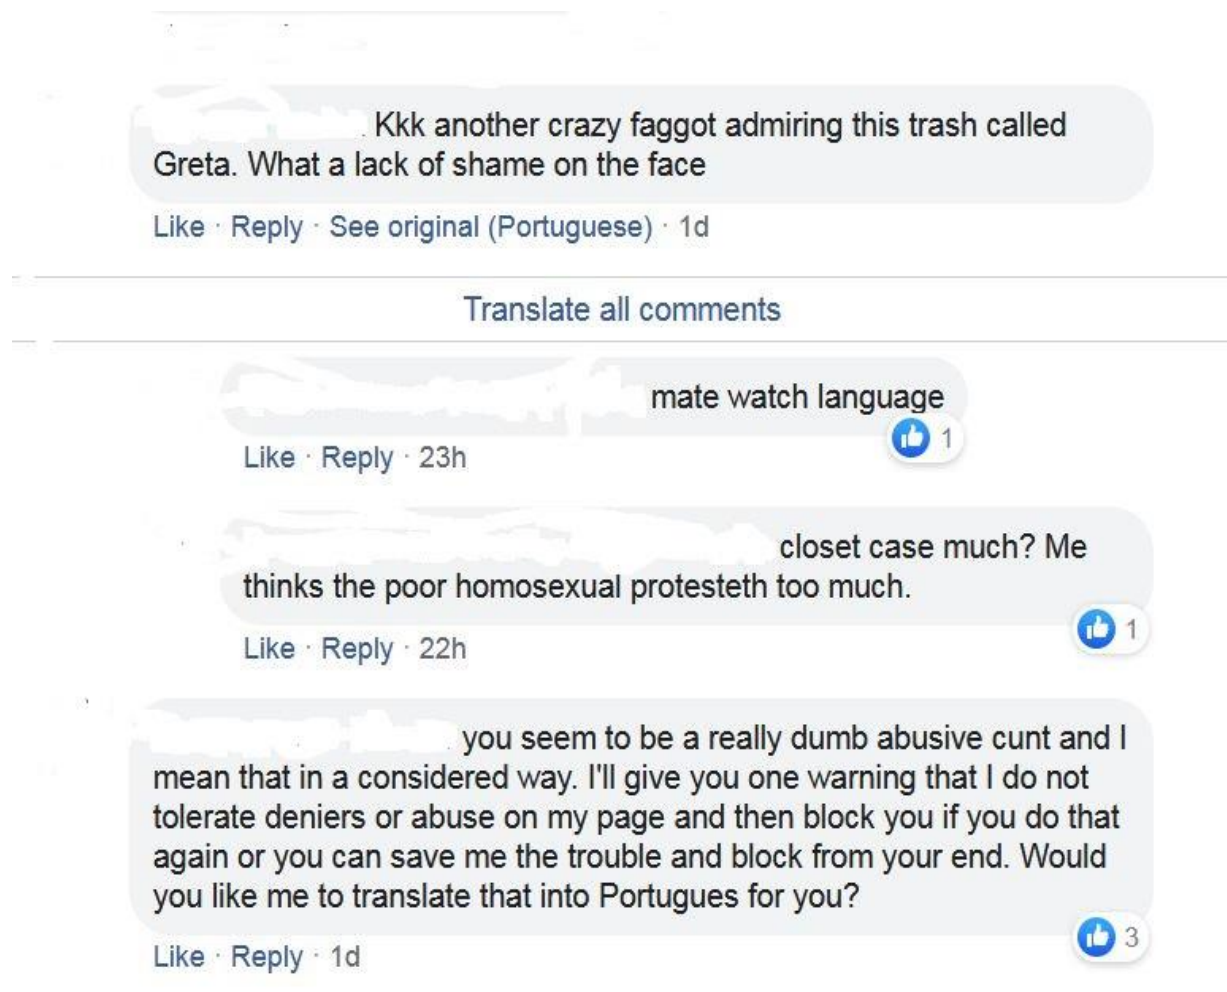 Kkk another crazy faggot admiring this trash called
Greta. What a lack of shame on the face
Like · Reply · See original (Portuguese) · 1d
Translate all comments
mate watch language
1
Like · Reply · 23h
closet case much? Me
thinks the poor homosexual protesteth too much.
1
Like · Reply · 22h
you seem to be a really dumb abusive cunt and I
mean that in a considered way. I'll give you one warning that I do not
tolerate deniers or abuse on my page and then block you if you do that
again or you can save me the trouble and block from your end. Would
you like me to translate that into Portugues for you?
3
Like · Reply · 1d